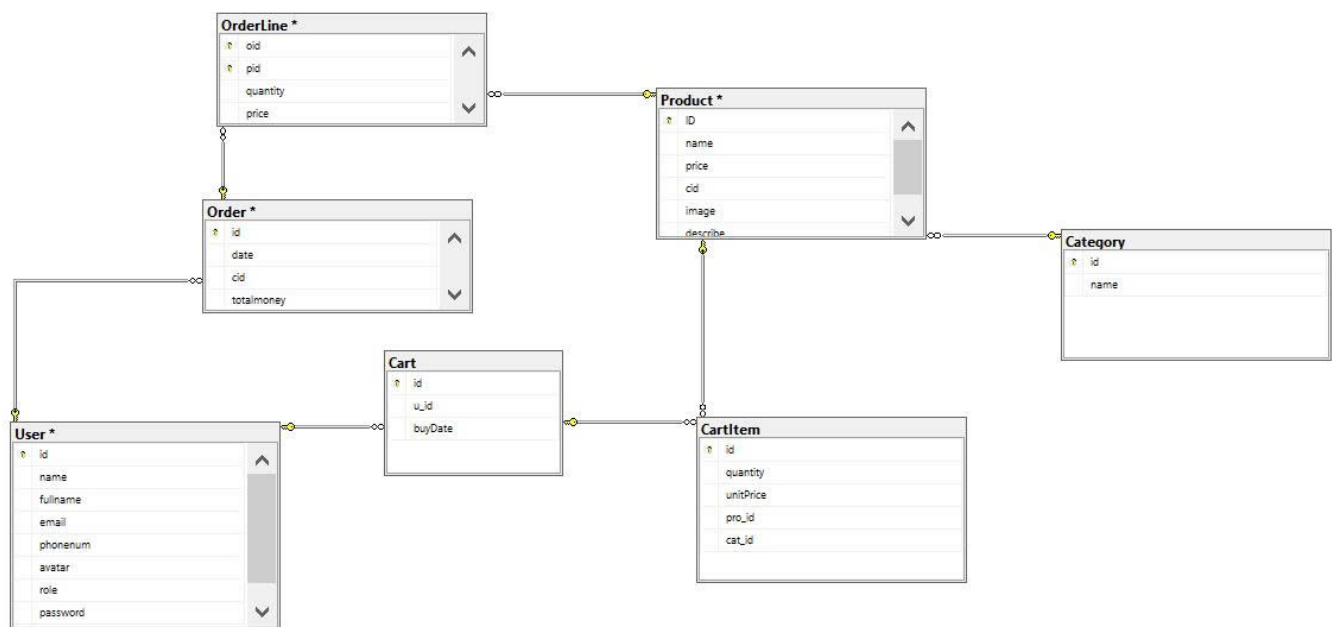 OrderLine *
oid
pid
quantity
price
Product *
ID
name
price
cid
image
describe
Order *
id
date
cid
totalmoney
Category
id
name
Cart
id
u_id
buyDate
User *
id
name
fullname
email
phonenum
avatar
role
password
CartItem
id
quantity
unitPrice
pro_id
cat_id